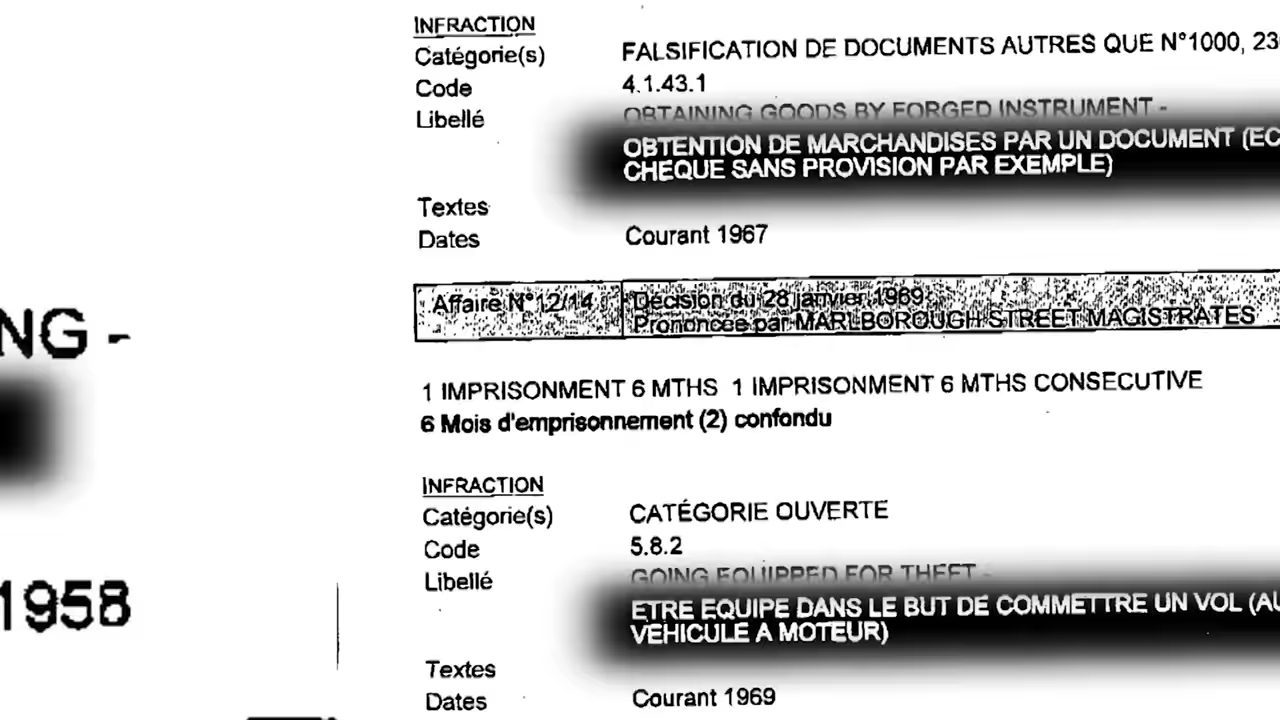 NG -
1958
INFRACTION
Catégorie(s) FALSIFICATION DE DOCUMENTS AUTRES QUE N°1000, 23
Code 4.1.43.1
Libellé OBTAINING GOODS BY FORGED INSTRUMENT -
OBTENTION DE MARCHANDISES PAR UN DOCUMENT (EC
CHEQUE SANS PROVISION PAR EXEMPLE)
Textes
Dates Courant 1967
Affaire N°12/14 Décision du 28 janvier 1969
Prononcée par MARLBOROUGH STREET MAGISTRATES
1 IMPRISONMENT 6 MTHS 1 IMPRISONMENT 6 MTHS CONSECUTIVE
6 Mois d'emprisonnement (2) confondu
INFRACTION
Catégorie(s) CATÉGORIE OUVERTE
Code 5.8.2
Libellé GOING EQUIPPED FOR THEFT -
ETRE EQUIPE DANS LE BUT DE COMMETTRE UN VOL (AU
VEHICULE A MOTEUR)
Textes
Dates Courant 1969